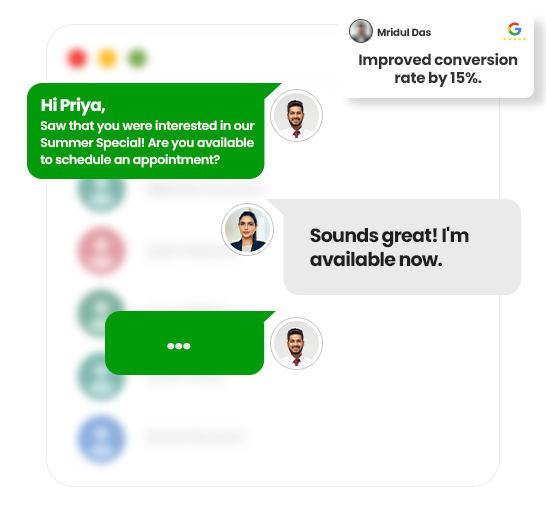 Mridul Das
Improved conversion
rate by 15%.
Hi Priya,
Saw that you were interested in our
Summer Special! Are you available
to schedule an appointment?
Sounds great! I'm
available now.
•••